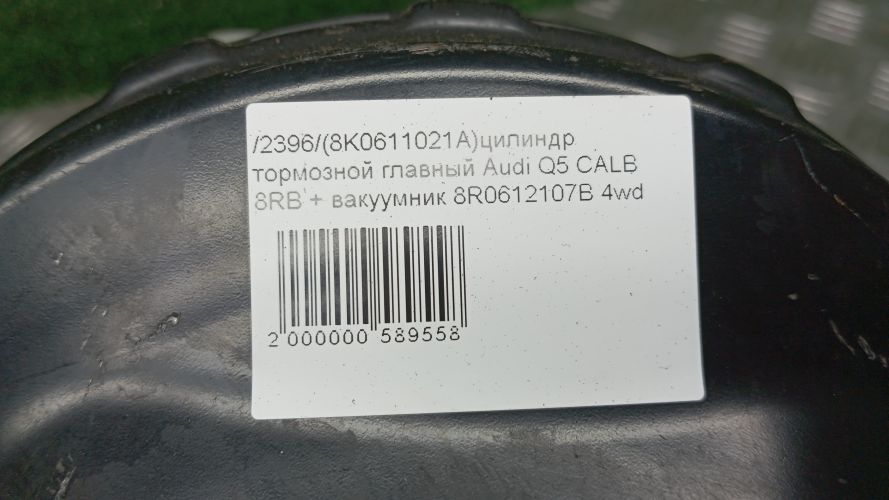 /2396/(8K0611021A)цилиндр
тормозной главный Audi Q5 CALB
8RB + вакуумник 8R0612107B 4wd
2 000000 589558